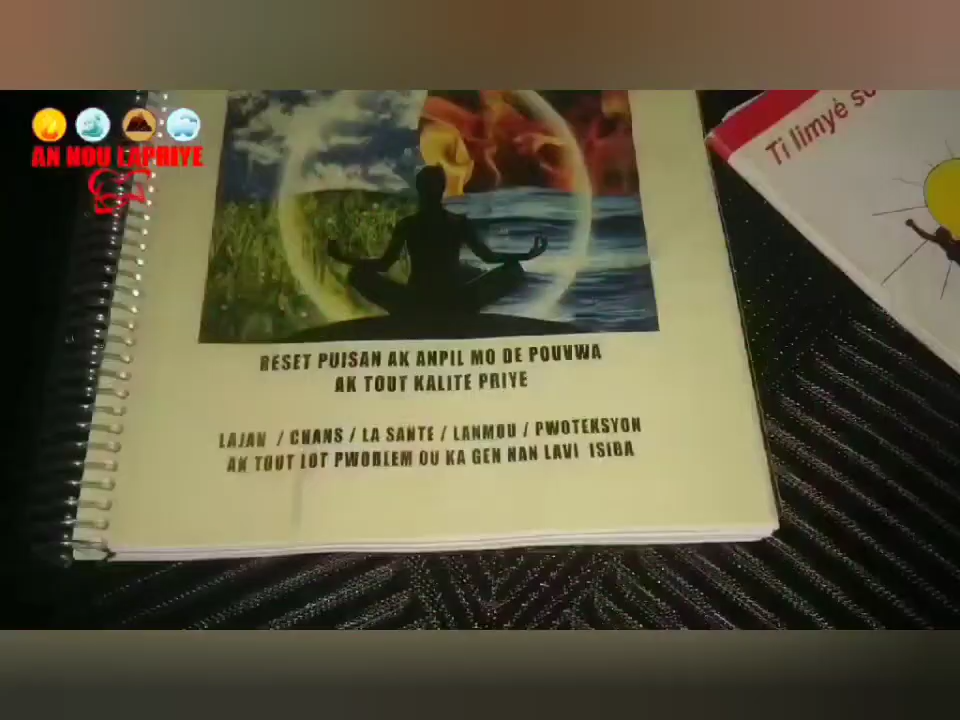 AN NOU LAPRIYE
Ti limyè
RESET PUISAN AK ANPIL MO DE POUVWA
AK TOUT KALITE PRIYE
LAJAN / CHANS / LA SANTE / LANMOU / PWOTEKSYON
AK TOUT LOT PWOBLEM OU KA GEN NAN LAVI ISIBA